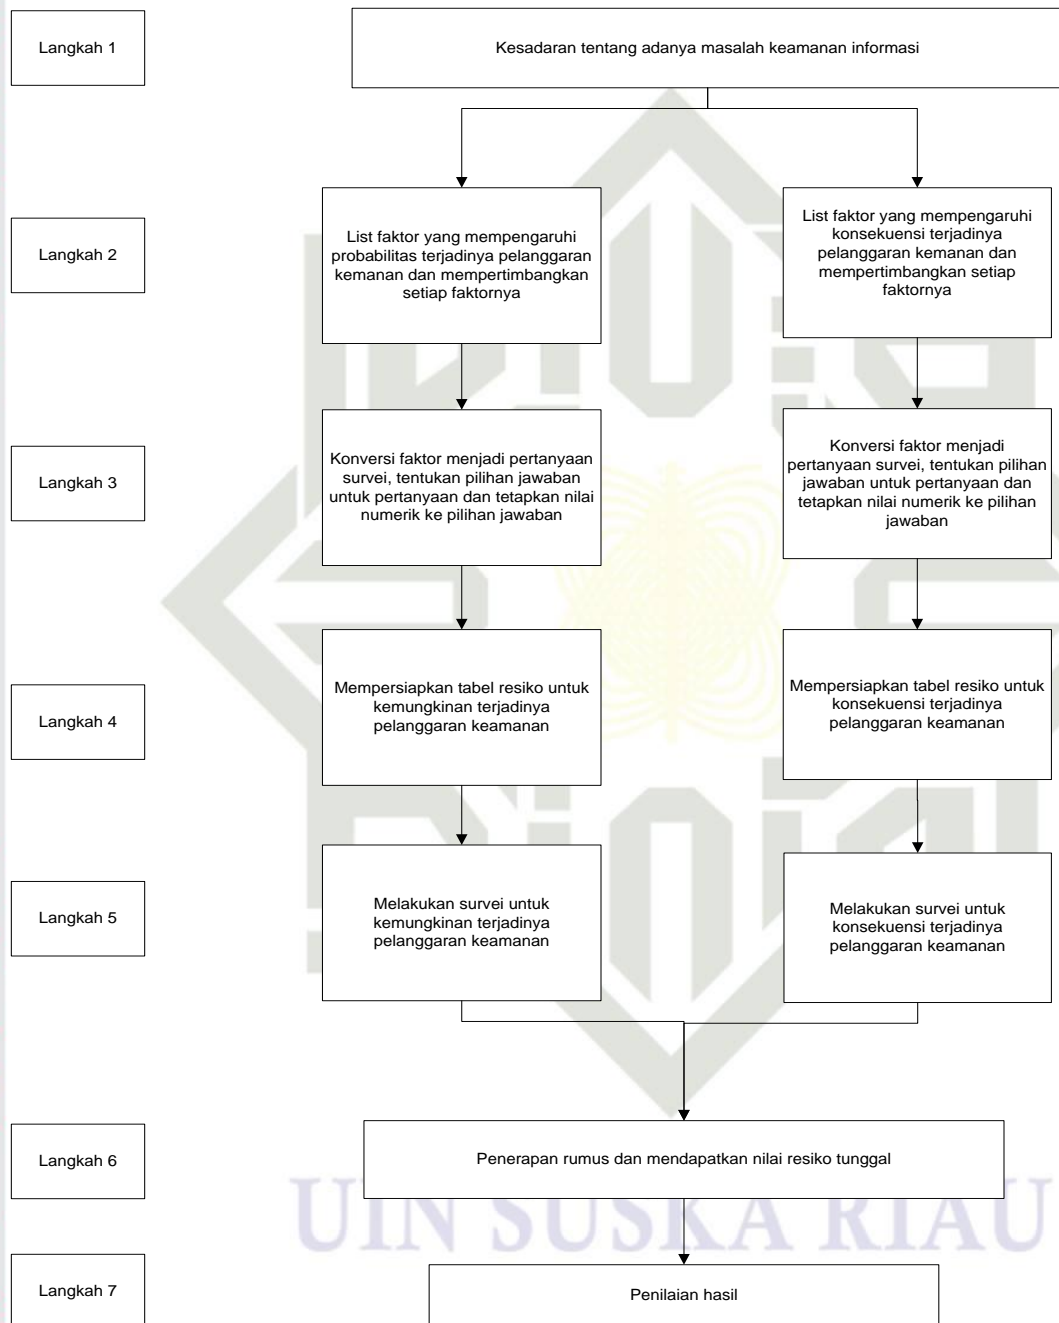 Langkah 1
Kesadaran tentang adanya masalah keamanan informasi
Langkah 2
List faktor yang mempengaruhi
probabilitas terjadinya pelanggaran
kemanan dan mempertimbangkan
setiap faktornya
List faktor yang mempengaruhi
konsekuensi terjadinya
pelanggaran kemanan dan
mempertimbangkan setiap
faktornya
Langkah 3
Konversi faktor menjadi pertanyaan
survei, tentukan pilihan jawaban
untuk pertanyaan dan tetapkan nilai
numerik ke pilihan jawaban
Konversi faktor menjadi
pertanyaan survei, tentukan pilihan
jawaban untuk pertanyaan dan
tetapkan nilai numerik ke pilihan
jawaban
Langkah 4
Mempersiapkan tabel resiko untuk
kemungkinan terjadinya
pelanggaran keamanan
Mempersiapkan tabel resiko untuk
konsekuensi terjadinya
pelanggaran keamanan
Langkah 5
Melakukan survei untuk
kemungkinan terjadinya
pelanggaran keamanan
Melakukan survei untuk
konsekuensi terjadinya
pelanggaran keamanan
Langkah 6
Penerapan rumus dan mendapatkan nilai resiko tunggal
UIN SUSKA RIAU
Langkah 7
Penilaian hasil